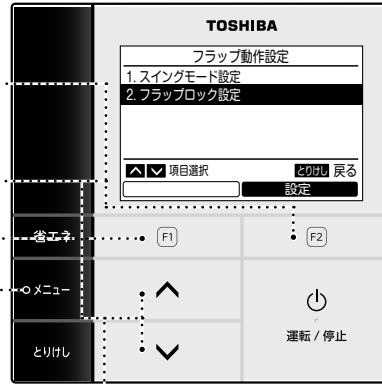 TOSHIBA
フラップ動作設定
1. スイングモード設定
2. フラップロック設定
項目選択 とりけし 戻る
設定
省エネ F1 F2
メニュー
運転 / 停止
とりけし